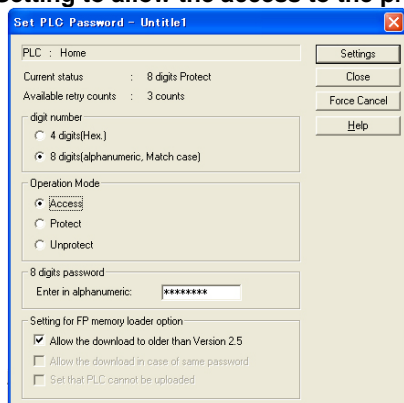 Setting to allow the access to the pr
Set PLC Password - Untitle1
PLC : Home
Settings
Current status : 8 digits Protect
Close
Available retry counts : 3 counts
Force Cancel
digit number
Help
4 digits(Hex.)
8 digits(alphanumeric, Match case)
Operation Mode
Access
Protect
Unprotect
8 digits password
Enter in alphanumeric: ********
Setting for FP memory loader option
Allow the download to older than Version 2.5
Allow the download in case of same password
Set that PLC cannot be uploaded